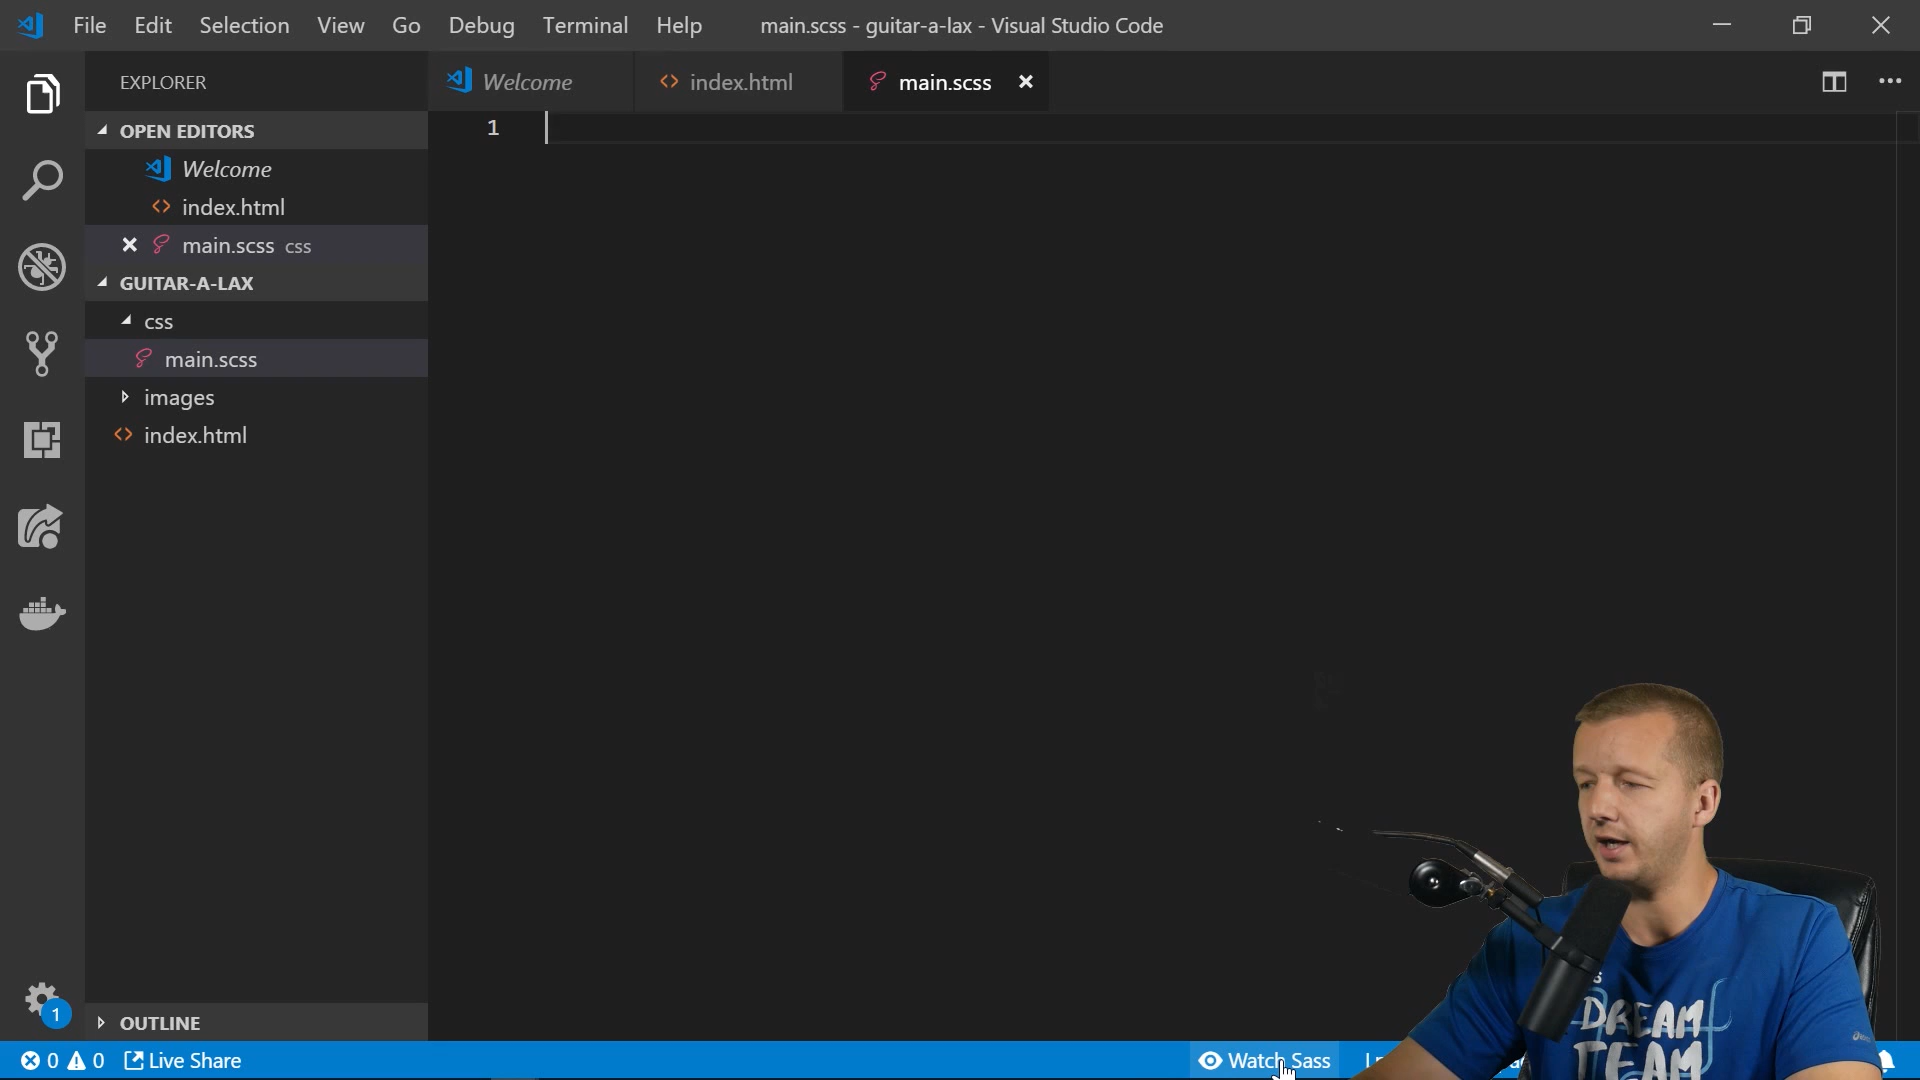 File Edit Selection View Go Debug Terminal Help main.scss - guitar-a-lax - Visual Studio Code
EXPLORER
Welcome
index.html
main.scss
OPEN EDITORS
Welcome
index.html
main.scss css
GUITAR-A-LAX
css
main.scss
images
index.html
OUTLINE
1
1
DREAM
TEAM
0 0 Live Share
Watch Sass